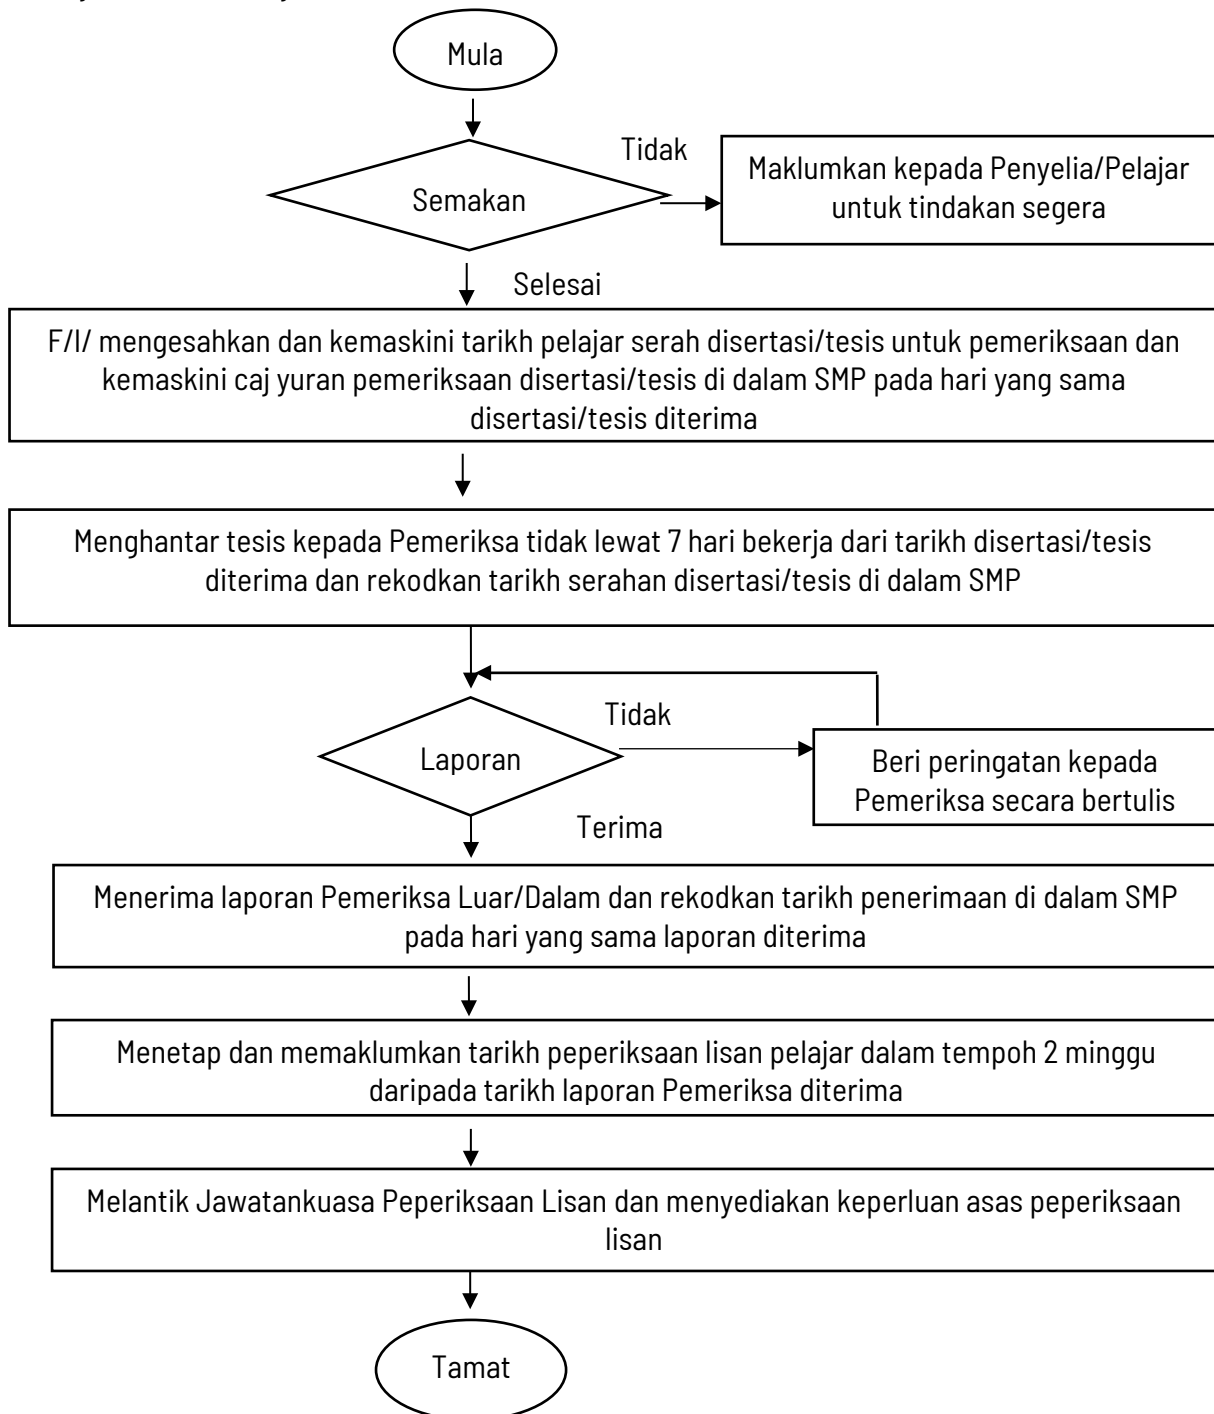 Mula
Tidak
Maklumkan kepada Penyelia/Pelajar
untuk tindakan segera
Semakan
Selesai
F/I/ mengesahkan dan kemaskini tarikh pelajar serah disertasi/tesis untuk pemeriksaan dan
kemaskini caj yuran pemeriksaan disertasi/tesis di dalam SMP pada hari yang sama
disertasi/tesis diterima
Menghantar tesis kepada Pemeriksa tidak lewat 7 hari bekerja dari tarikh disertasi/tesis
diterima dan rekodkan tarikh serahan disertasi/tesis di dalam SMP
Tidak
Laporan
Beri peringatan kepada
Pemeriksa secara bertulis
Terima
Menerima laporan Pemeriksa Luar/Dalam dan rekodkan tarikh penerimaan di dalam SMP
pada hari yang sama laporan diterima
Menetap dan memaklumkan tarikh peperiksaan lisan pelajar dalam tempoh 2 minggu
daripada tarikh laporan Pemeriksa diterima
Melantik Jawatankuasa Peperiksaan Lisan dan menyediakan keperluan asas peperiksaan
lisan
Tamat